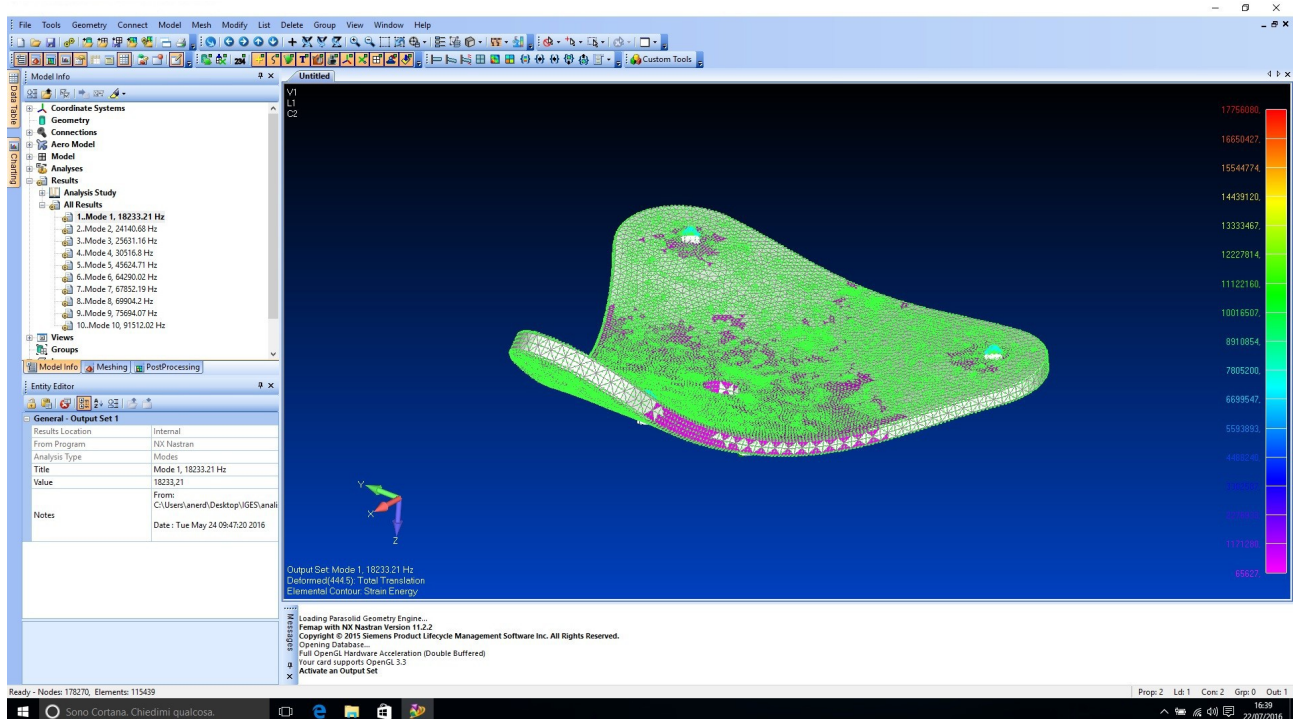 File Tools Geometry Connect Model Mesh Modify List Delete Group View Window Help
234
Custom Tools
Model Info
Untitled
Data Table
Charting
Coordinate Systems
Geometry
Connections
Aero Model
Model
Analyses
Results
Analysis Study
All Results
1..Mode 1, 18233.21 Hz
2..Mode 2, 24140.68 Hz
3..Mode 3, 25631.16 Hz
4..Mode 4, 30516.8 Hz
5..Mode 5, 45624.71 Hz
6..Mode 6, 64290.02 Hz
7..Mode 7, 67852.19 Hz
8..Mode 8, 69904.2 Hz
9..Mode 9, 75694.07 Hz
10..Mode 10, 91512.02 Hz
Views
Groups
Model Info Meshing PostProcessing
Entity Editor
General - Output Set 1
Results Location Internal
From Program NX Nastran
Analysis Type Modes
Title Mode 1, 18233.21 Hz
Value 18233,21
Notes From:
C:\Users\anerd\Desktop\IGES\anali
Date : Tue May 24 09:47:20 2016
V1
L1
C2
17756080.
16650427.
15544774.
14439120.
13333467.
12227814.
11122160.
10016507.
8910854.
7805200.
6699547.
5593893.
1171280.
65627.
Y
X
Z
Output Set: Mode 1, 18233.21 Hz
Deformed(444.5): Total Translation
Elemental Contour: Strain Energy
Messages
Loading Parasolid Geometry Engine...
Femap with NX Nastran Version 11.2.2
Copyright © 2015 Siemens Product Lifecycle Management Software Inc. All Rights Reserved.
Opening Database...
Full OpenGL Hardware Acceleration (Double Buffered)
Your card supports OpenGL 3.3
Activate an Output Set
Ready - Nodes: 178270, Elements: 115439
Prop: 2 Ld: 1 Con: 2 Grp: 0 Out: 1
Sono Cortana. Chiedimi qualcosa.
16:39
22/07/2016